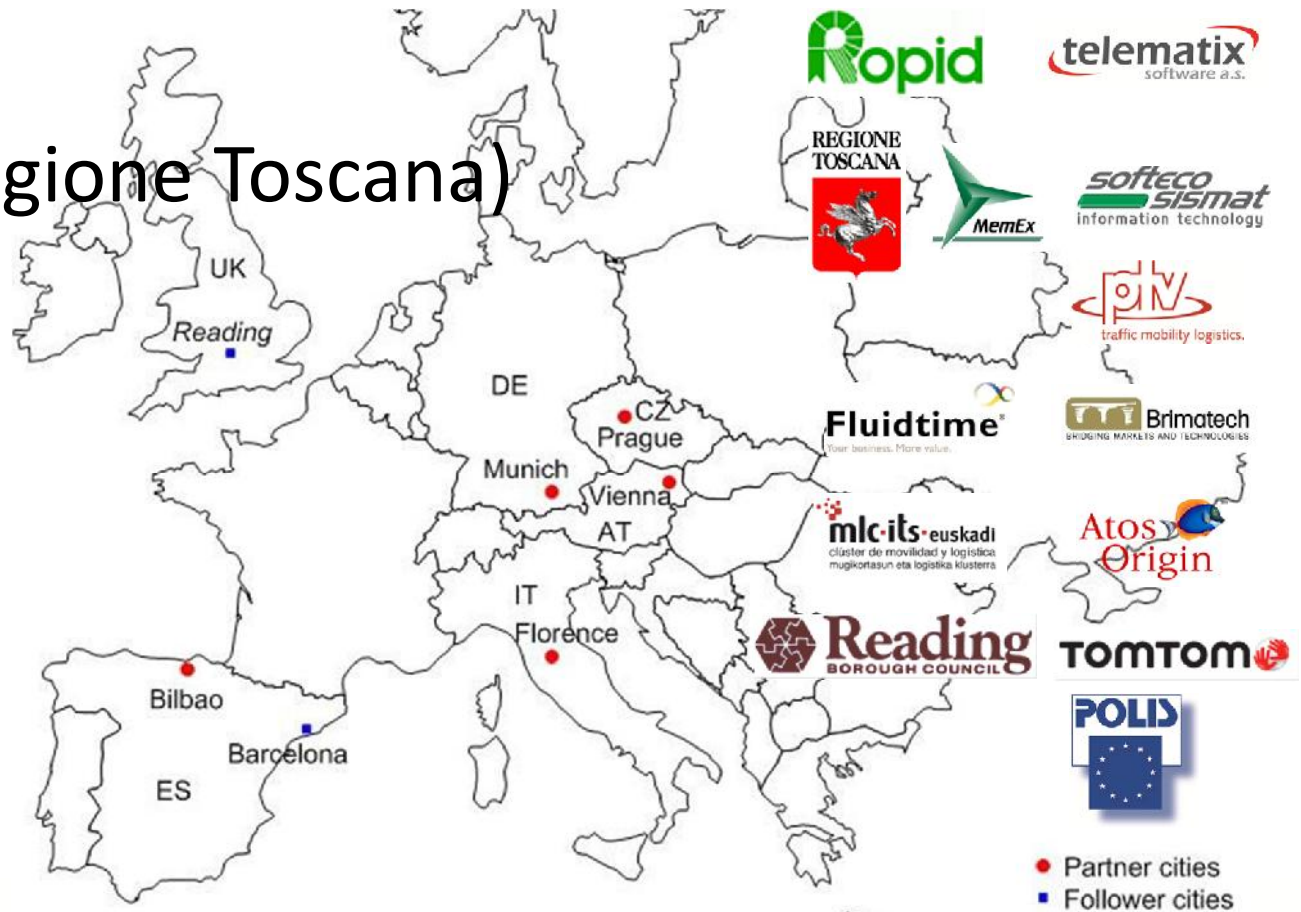 gione Toscana)
Ropid
telematix
software a.s.
REGIONE
TOSCANA
MemEx
softeco
sismat
information technology
ptv
traffic mobility logistics.
UK
Reading
DE
CZ
Prague
Munich
Vienna
AT
IT
Florence
Bilbao
Barcelona
ES
Fluidtime®
Your business. More value.
Brimatech
BRIDGING MARKETS AND TECHNOLOGIES
mlc·its·euskadi
clúster de movilidad y logística
mugikortasun eta logistika klusterra
Atos
Origin
Reading
BOROUGH COUNCIL
TOMTOM
POLIS
Partner cities
Follower cities